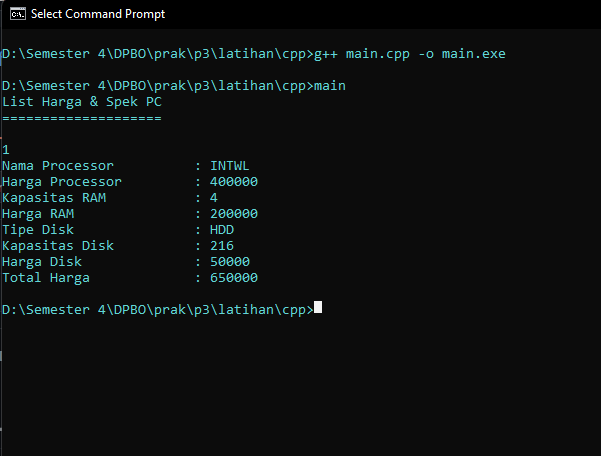 Select Command Prompt
D:\Semester 4\DPBO\prak\p3\latihan\cpp>g++ main.cpp -o main.exe
D:\Semester 4\DPBO\prak\p3\latihan\cpp>main
List Harga & Spek PC
====================
1
Nama Processor          : INTWL
Harga Processor         : 400000
Kapasitas RAM           : 4
Harga RAM               : 200000
Tipe Disk               : HDD
Kapasitas Disk          : 216
Harga Disk              : 50000
Total Harga             : 650000
D:\Semester 4\DPBO\prak\p3\latihan\cpp>